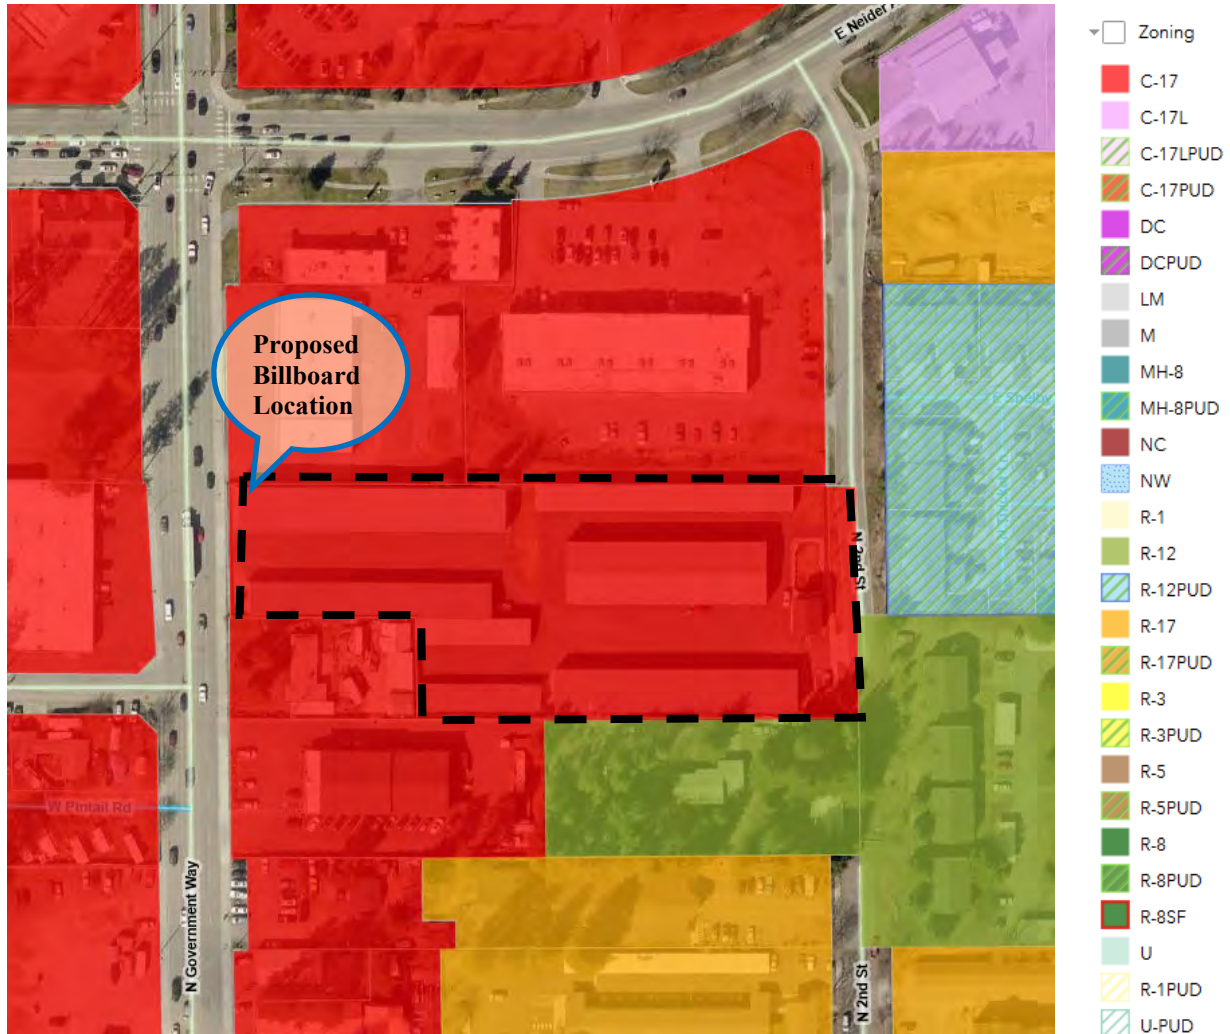 E Neider A
Proposed
Billboard
Location
E Shelby
N 2nd St
W Pintail Rd
N Government Way
N 2nd St
Zoning
C-17
C-17L
C-17LPUD
C-17PUD
DC
DCPUD
LM
M
MH-8
MH-8PUD
NC
NW
R-1
R-12
R-12PUD
R-17
R-17PUD
R-3
R-3PUD
R-5
R-5PUD
R-8
R-8PUD
R-8SF
U
R-1PUD
U-PUD